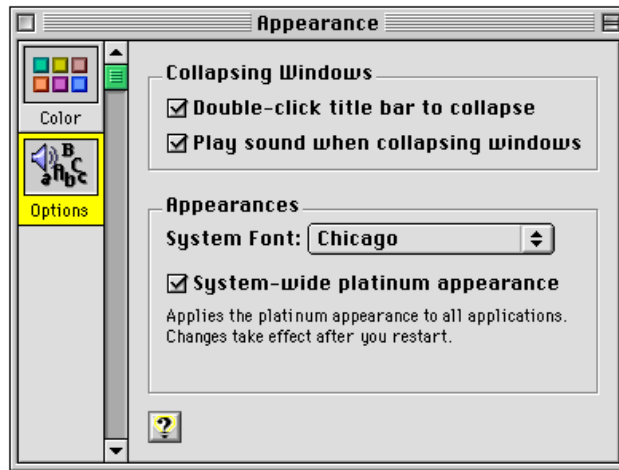 Appearance
Color
Options
Collapsing Windows
Double-click title bar to collapse
Play sound when collapsing windows
Appearances
System Font: Chicago
System-wide platinum appearance
Applies the platinum appearance to all applications.
Changes take effect after you restart.
?